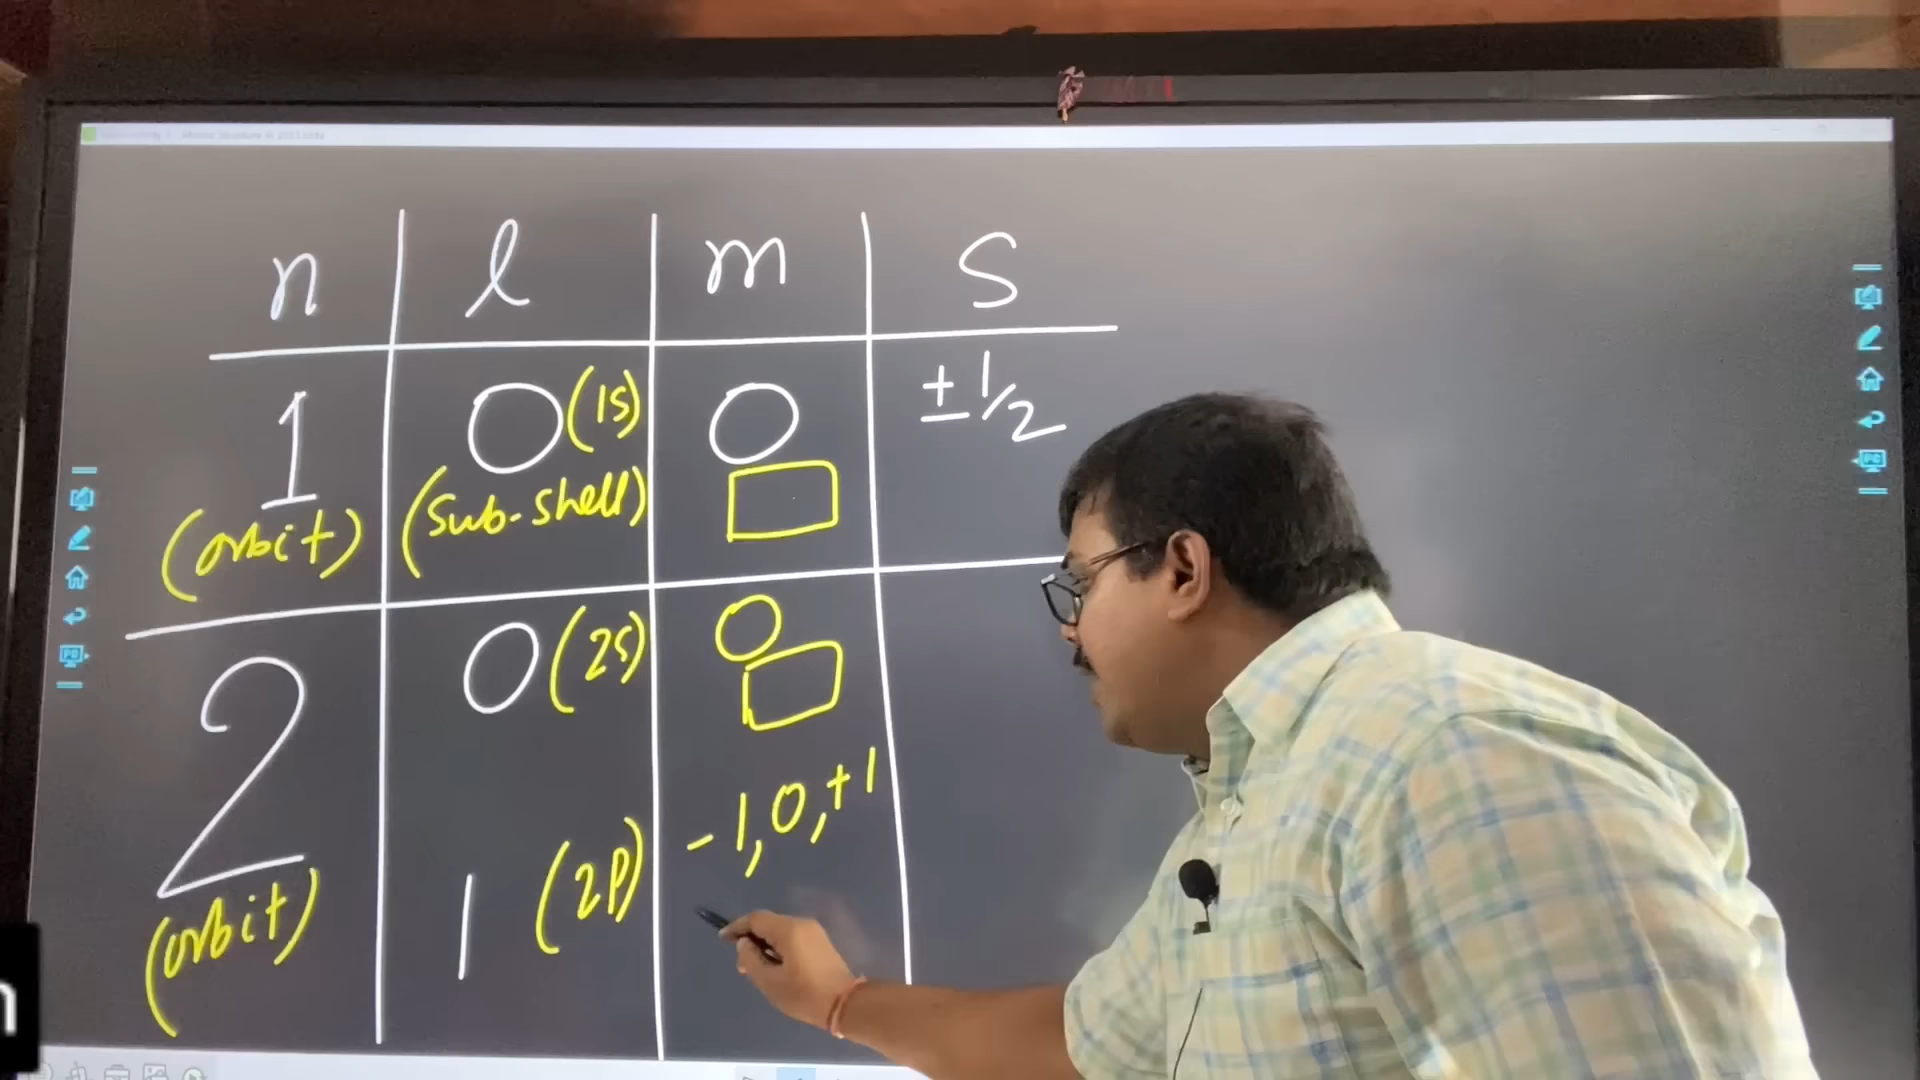 n l m s
1 0 (1s) 0 ± 1/2
(orbit) (sub-shell)
2 0 (2s) 0
-1, 0, +1
1 (2p)
(orbit)